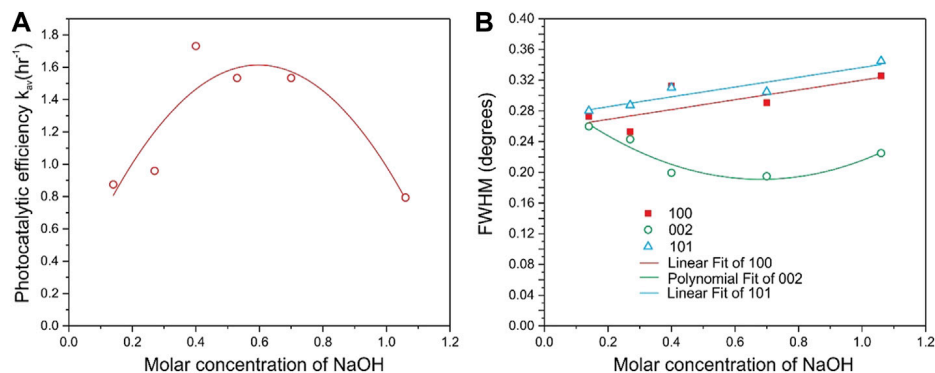 A
Photocatalytic efficiency kav(hr-1)
1.8
1.6
1.4
1.2
1.0
0.8
0.6
0.4
0.2
0.0
0.0 0.2 0.4 0.6 0.8 1.0 1.2
Molar concentration of NaOH
B
FWHM (degrees)
0.40
0.36
0.32
0.28
0.24
0.20
0.16
0.12
0.08
0.04
0.00
100
002
101
Linear Fit of 100
Polynomial Fit of 002
Linear Fit of 101
0.0 0.2 0.4 0.6 0.8 1.0 1.2
Molar concentration of NaOH